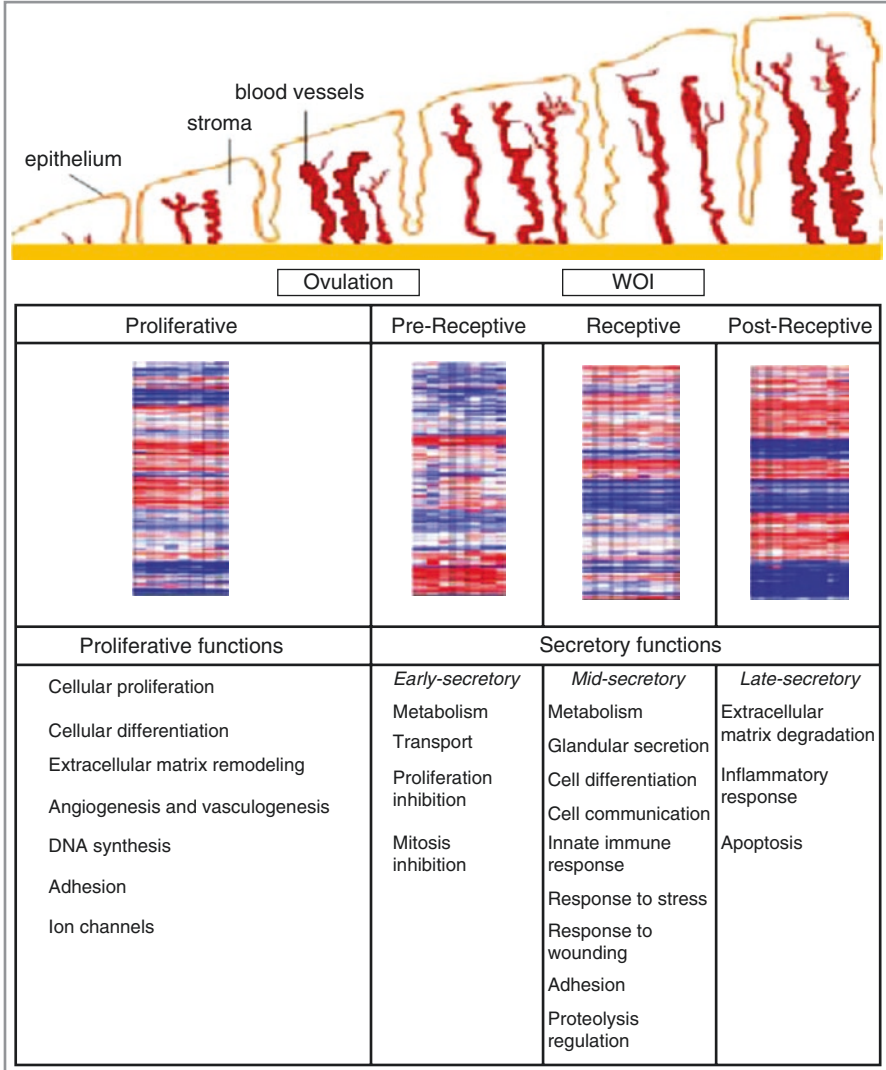 blood vessels
stroma
epithelium
Ovulation
WOI
Proliferative
Pre-Receptive
Receptive
Post-Receptive
Proliferative functions
Secretory functions
Cellular proliferation
Cellular differentiation
Extracellular matrix remodeling
Angiogenesis and vasculogenesis
DNA synthesis
Adhesion
Ion channels
Early-secretory
Metabolism
Transport
Proliferation
inhibition
Mitosis
inhibition
Mid-secretory
Metabolism
Glandular secretion
Cell differentiation
Cell communication
Innate immune
response
Response to stress
Response to
wounding
Adhesion
Proteolysis
regulation
Late-secretory
Extracellular
matrix degradation
Inflammatory
response
Apoptosis